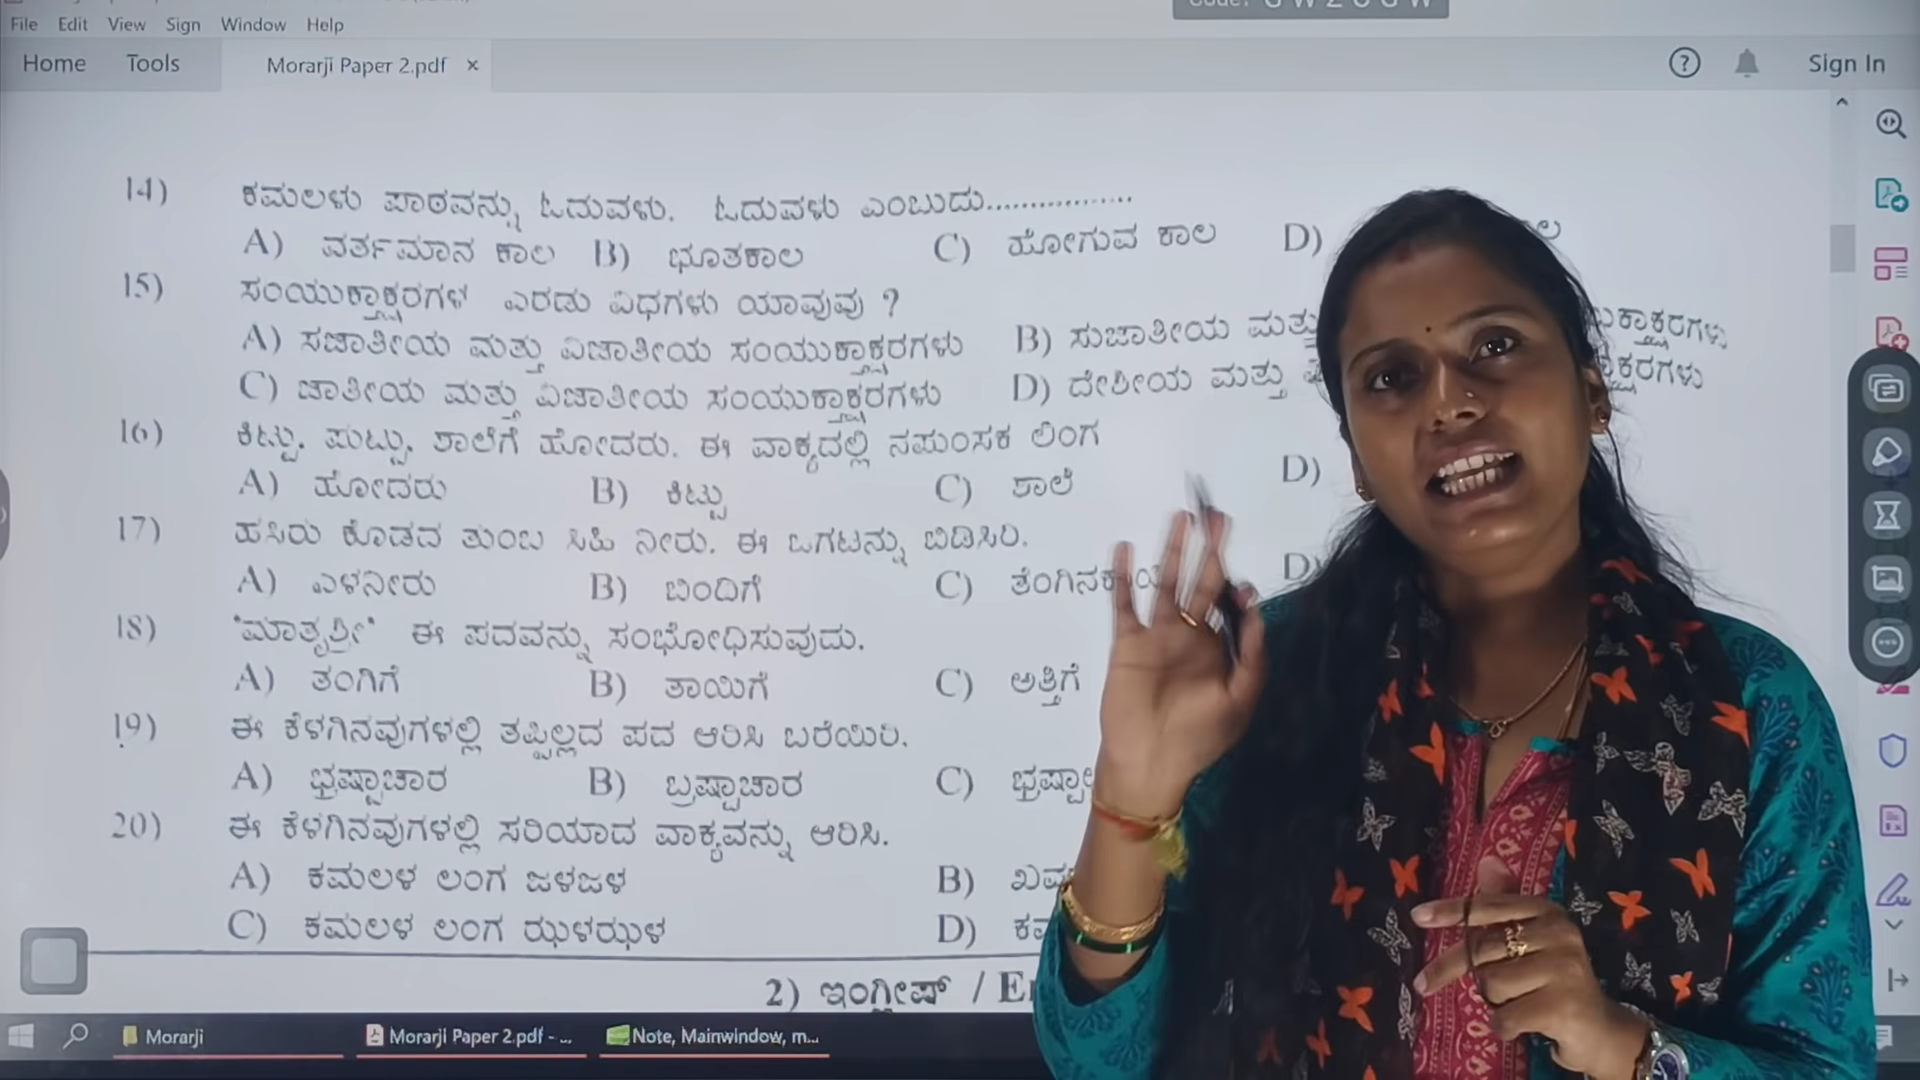 File Edit View Sign Window Help
Home Tools Morarji Paper 2.pdf × Sign In
14) ಕಮಲಳು ಪಾಠವನ್ನು ಓದುವಳು. ಓದುವಳು ಎಂಬುದು................
A) ವರ್ತಮಾನ ಕಾಲ B) ಭೂತಕಾಲ C) ಹೋಗುವ ಕಾಲ D)
15) ಸಂಯುಕ್ತಾಕ್ಷರಗಳ ಎರಡು ವಿಧಗಳು ಯಾವುವು ?
A) ಸಜಾತೀಯ ಮತ್ತು ವಿಜಾತೀಯ ಸಂಯುಕ್ತಾಕ್ಷರಗಳು B) ಸುಜಾತೀಯ ಮತ್ತು
C) ಜಾತೀಯ ಮತ್ತು ವಿಜಾತೀಯ ಸಂಯುಕ್ತಾಕ್ಷರಗಳು D) ದೇಶೀಯ ಮತ್ತು
16) ಕಿಟ್ಟು, ಪುಟ್ಟು, ಶಾಲೆಗೆ ಹೋದರು. ಈ ವಾಕ್ಯದಲ್ಲಿ ನಪುಂಸಕ ಲಿಂಗ
A) ಹೋದರು B) ಕಿಟ್ಟು C) ಶಾಲೆ D)
17) ಹಸಿರು ಕೊಡದ ತುಂಬ ಸಿಹಿ ನೀರು. ಈ ಒಗಟನ್ನು ಬಿಡಿಸಿರಿ.
A) ಎಳನೀರು B) ಬಿಂದಿಗೆ C) D)
18) 'ಮಾತೃಶ್ರೀ' ಈ ಪದವನ್ನು ಸಂಭೋಧಿಸುವುದು.
A) ತಂಗಿಗೆ B) ತಾಯಿಗೆ C) ಅತ್ತಿಗೆ
19) ಈ ಕೆಳಗಿನವುಗಳಲ್ಲಿ ತಪ್ಪಿಲ್ಲದ ಪದ ಆರಿಸಿ ಬರೆಯಿರಿ.
A) ಭ್ರಷ್ಟಾಚಾರ B) ಬ್ರಷ್ಟಾಚಾರ C)
20) ಈ ಕೆಳಗಿನವುಗಳಲ್ಲಿ ಸರಿಯಾದ ವಾಕ್ಯವನ್ನು ಆರಿಸಿ.
A) ಕಮಲಳ ಲಂಗ ಜಳಜಳ B)
C) ಕಮಲಳ ಲಂಗ ಝಳಝಳ D)
2) ಇಂಗ್ಲೀಷ್ /
Morarji Morarji Paper 2.pdf - ... Note, Mainwindow, m...